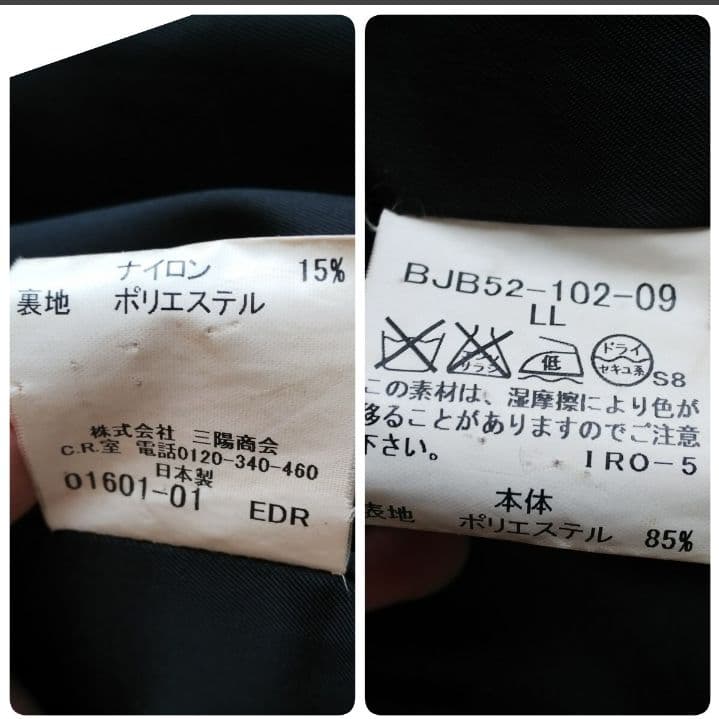 ナイロン 15%
裏地 ポリエステル
株式会社 三陽商会
C.R.室 電話0120-340-460
日本製
01601-01 EDR
BJB52-102-09
LL
低 ドライ
セキユ系 S8
この素材は、湿摩擦により色が
移ることがありますのでご注意
下さい。
IRO-5
本体
表地 ポリエステル 85%